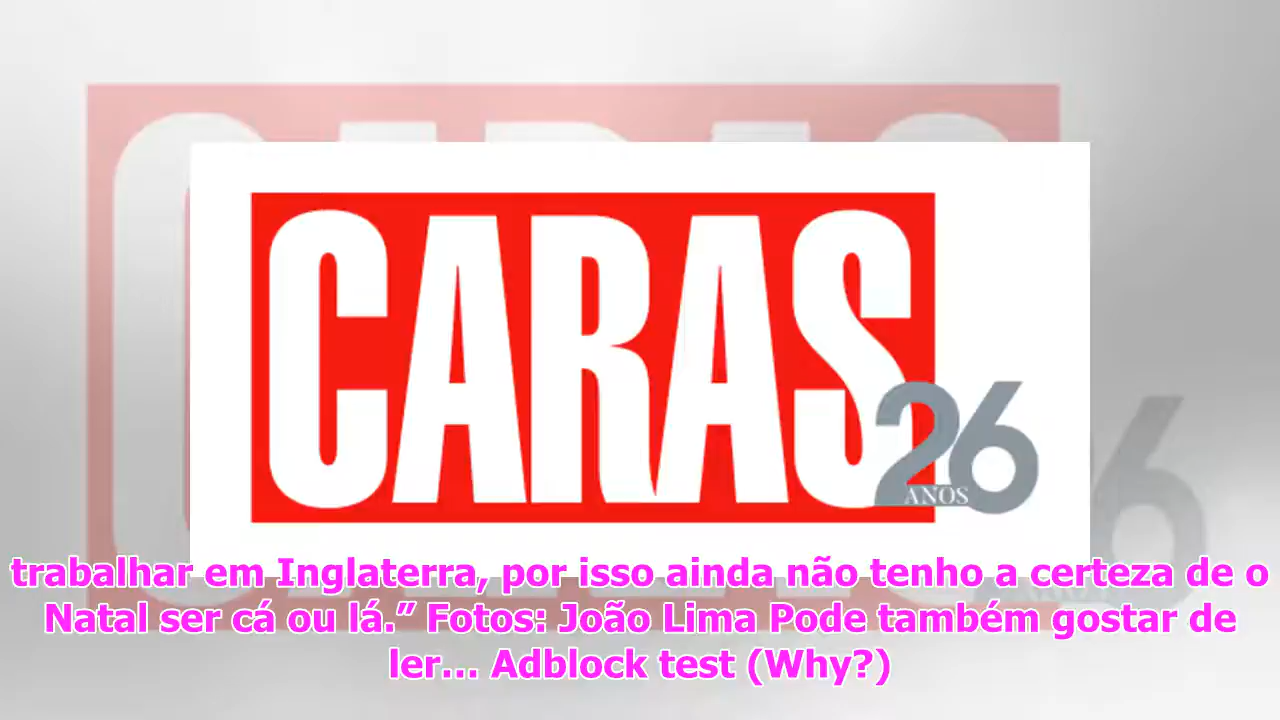 CARAS
26
ANOS
trabalhar em Inglaterra, por isso ainda não tenho a certeza de o
Natal ser cá ou lá.” Fotos: João Lima Pode também gostar de
ler... Adblock test (Why?)